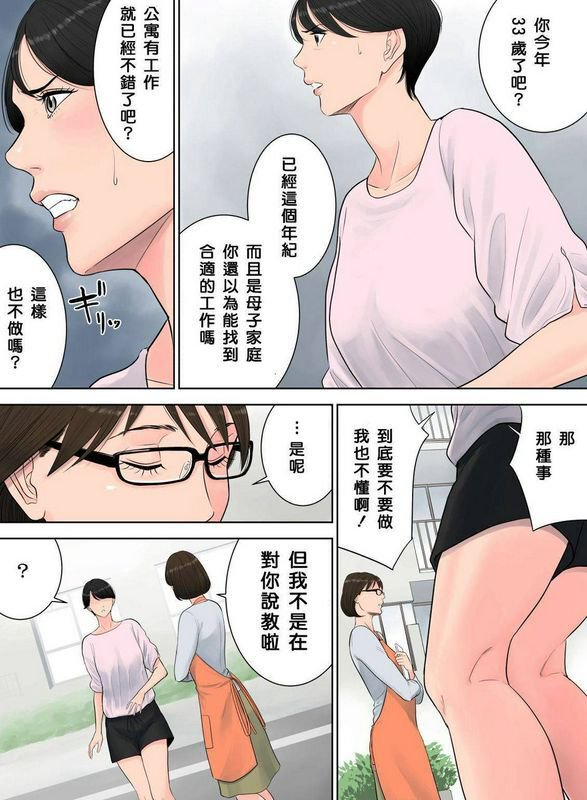 你今年
33歲了吧？
已經這個年紀
而且是母子家庭
你還以為能找到
合適的工作嗎
公寓有工作
就已經不錯了吧？
這樣
也不做嗎？
ギリッ
那
那種事
到底要不要做
我也不懂啊！
…是呢
但我不是在
對你說教啦
？